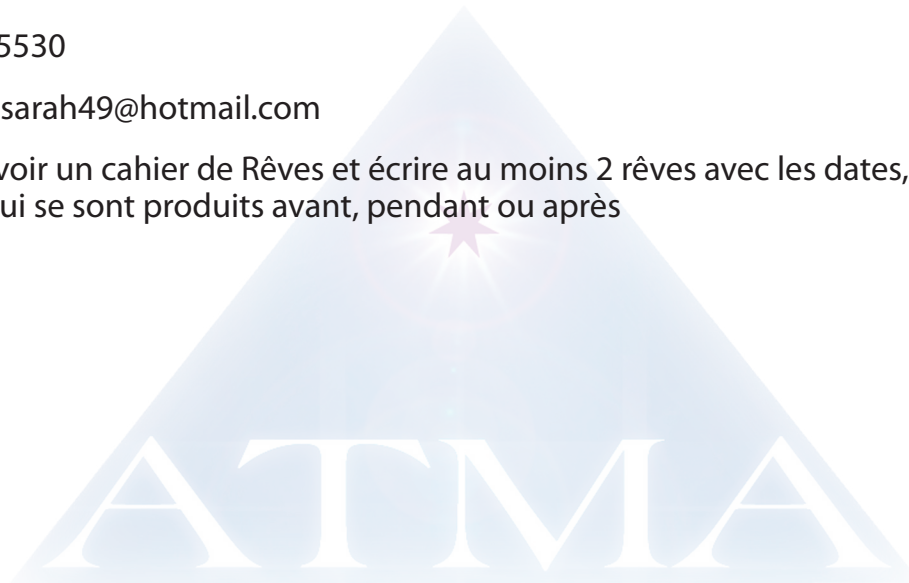 5530
sarah49@hotmail.com
voir un cahier de Rêves et écrire au moins 2 rêves avec les dates,
ui se sont produits avant, pendant ou après
ATMA